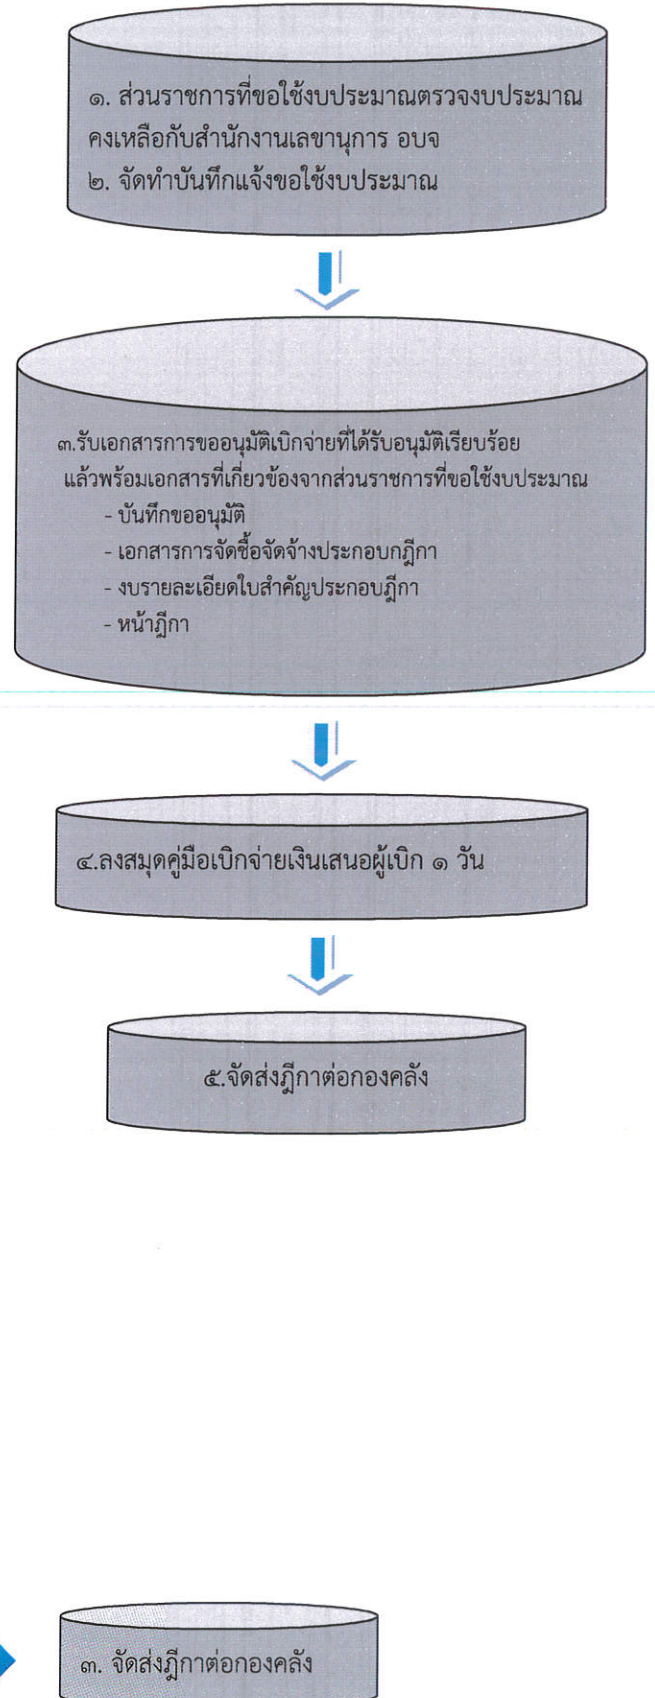 ๑. ส่วนราชการที่ขอใช้งบประมาณตรวจงบประมาณ
คงเหลือกับสำนักงานเลขานุการ อบจ
๒. จัดทำบันทึกแจ้งขอใช้งบประมาณ
๓.รับเอกสารการขออนุมัติเบิกจ่ายที่ได้รับอนุมัติเรียบร้อย
แล้วพร้อมเอกสารที่เกี่ยวข้องจากส่วนราชการที่ขอใช้งบประมาณ
- บันทึกขออนุมัติ
- เอกสารการจัดซื้อจัดจ้างประกอบกฎีกา
- งบรายละเอียดใบสำคัญประกอบฎีกา
- หน้าฎีกา
๔.ลงสมุดคู่มือเบิกจ่ายเงินเสนอผู้เบิก ๑ วัน
๕.จัดส่งฎีกาต่อกองคลัง
๓. จัดส่งฎีกาต่อกองคลัง